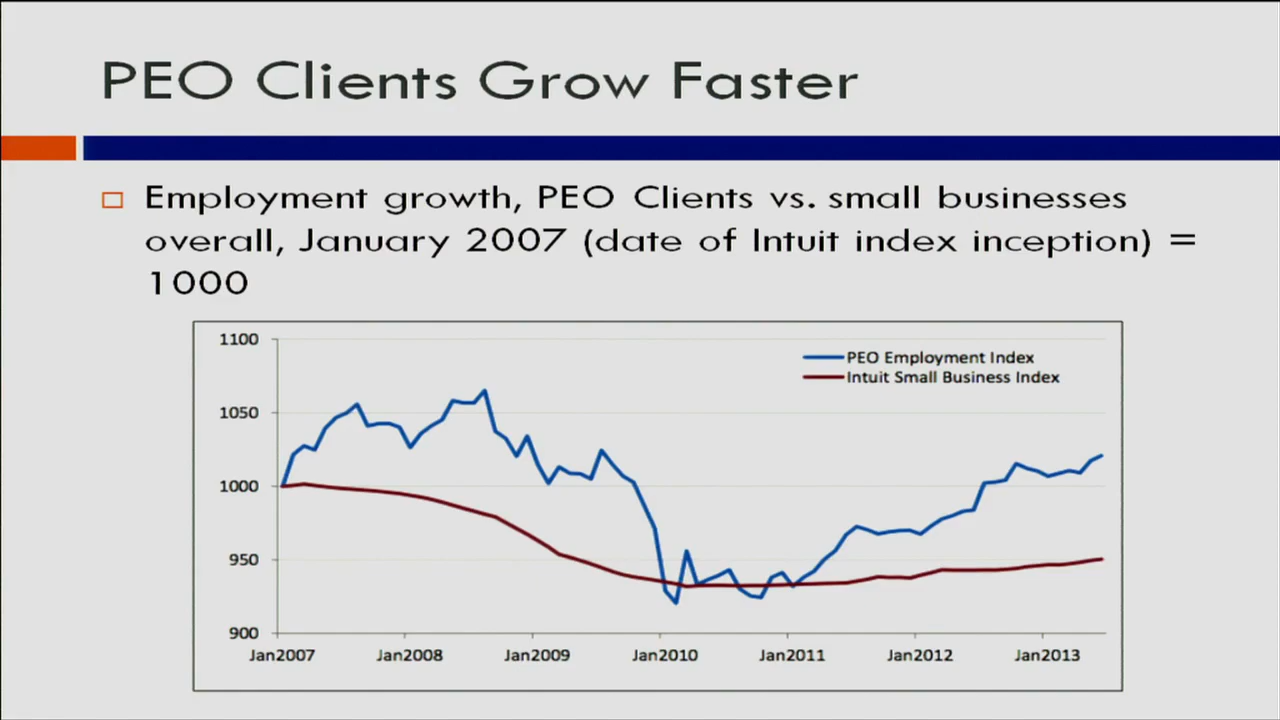 PEO Clients Grow Faster
Employment growth, PEO Clients vs. small businesses
overall, January 2007 (date of Intuit index inception) =
1000
1100
PEO Employment Index
Intuit Small Business Index
1050
1000
950
900
Jan2007 Jan2008 Jan2009 Jan2010 Jan2011 Jan2012 Jan2013